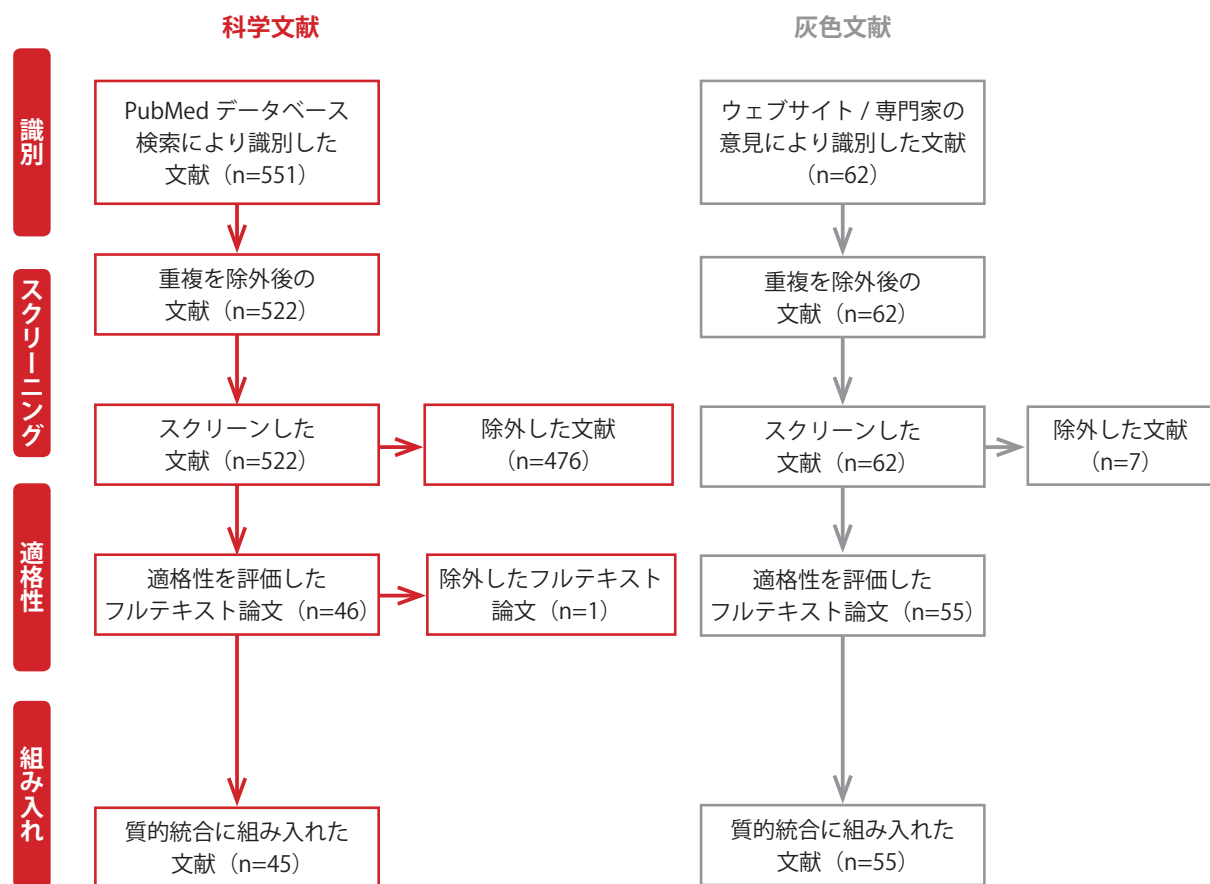 科学文献
灰色文献
識別
PubMed データベース
検索により識別した
文献（n=551）
ウェブサイト / 専門家の
意見により識別した文献
（n=62）
スクリーニング
重複を除外後の
文献（n=522）
重複を除外後の
文献（n=62）
スクリーンした
文献（n=522）
除外した文献
（n=476）
スクリーンした
文献（n=62）
除外した文献
（n=7）
適格性
適格性を評価した
フルテキスト論文（n=46）
除外したフルテキスト
論文（n=1）
適格性を評価した
フルテキスト論文（n=55）
組み入れ
質的統合に組み入れた
文献（n=45）
質的統合に組み入れた
文献（n=55）